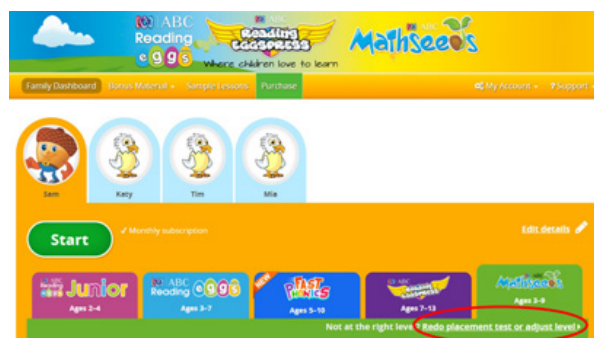 ABC ABC
Reading Reading
eggs EGGSPRESS Mathseeds
Where children love to learn
Family Dashboard Bonus Material Sample Lessons Purchase My Account ? Support
Sam Katy Tim Mia
Start ✓ Monthly subscription Edit details
ABC Reading eggs Junior ABC Reading eggs NEW FAST PHONICS ABC Reading EGGSPRESS Mathseeds
Ages 2-4 Ages 3-7 Ages 5-10 Ages 7-13 Ages 3-9
Not at the right level? Redo placement test or adjust level